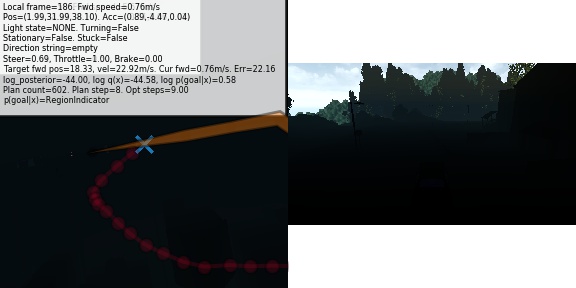 Local frame=186. Fwd speed=0.76m/s
Pos=(1.99,31.99,38.10). Acc=(0.89,-4.47,0.04)
Light state=NONE. Turning=False
Stationary=False. Stuck=False
Direction string=empty
Steer=0.69, Throttle=1.00, Brake=0.00
Target fwd pos=18.33, vel=22.92m/s. Cur fwd=0.76m/s. Err=22.16
log_posterior=-44.00, log q(x)=-44.58, log p(goal|x)=0.58
Plan count=602. Plan step=8. Opt steps=9.00
p(goal|x)=RegionIndicator